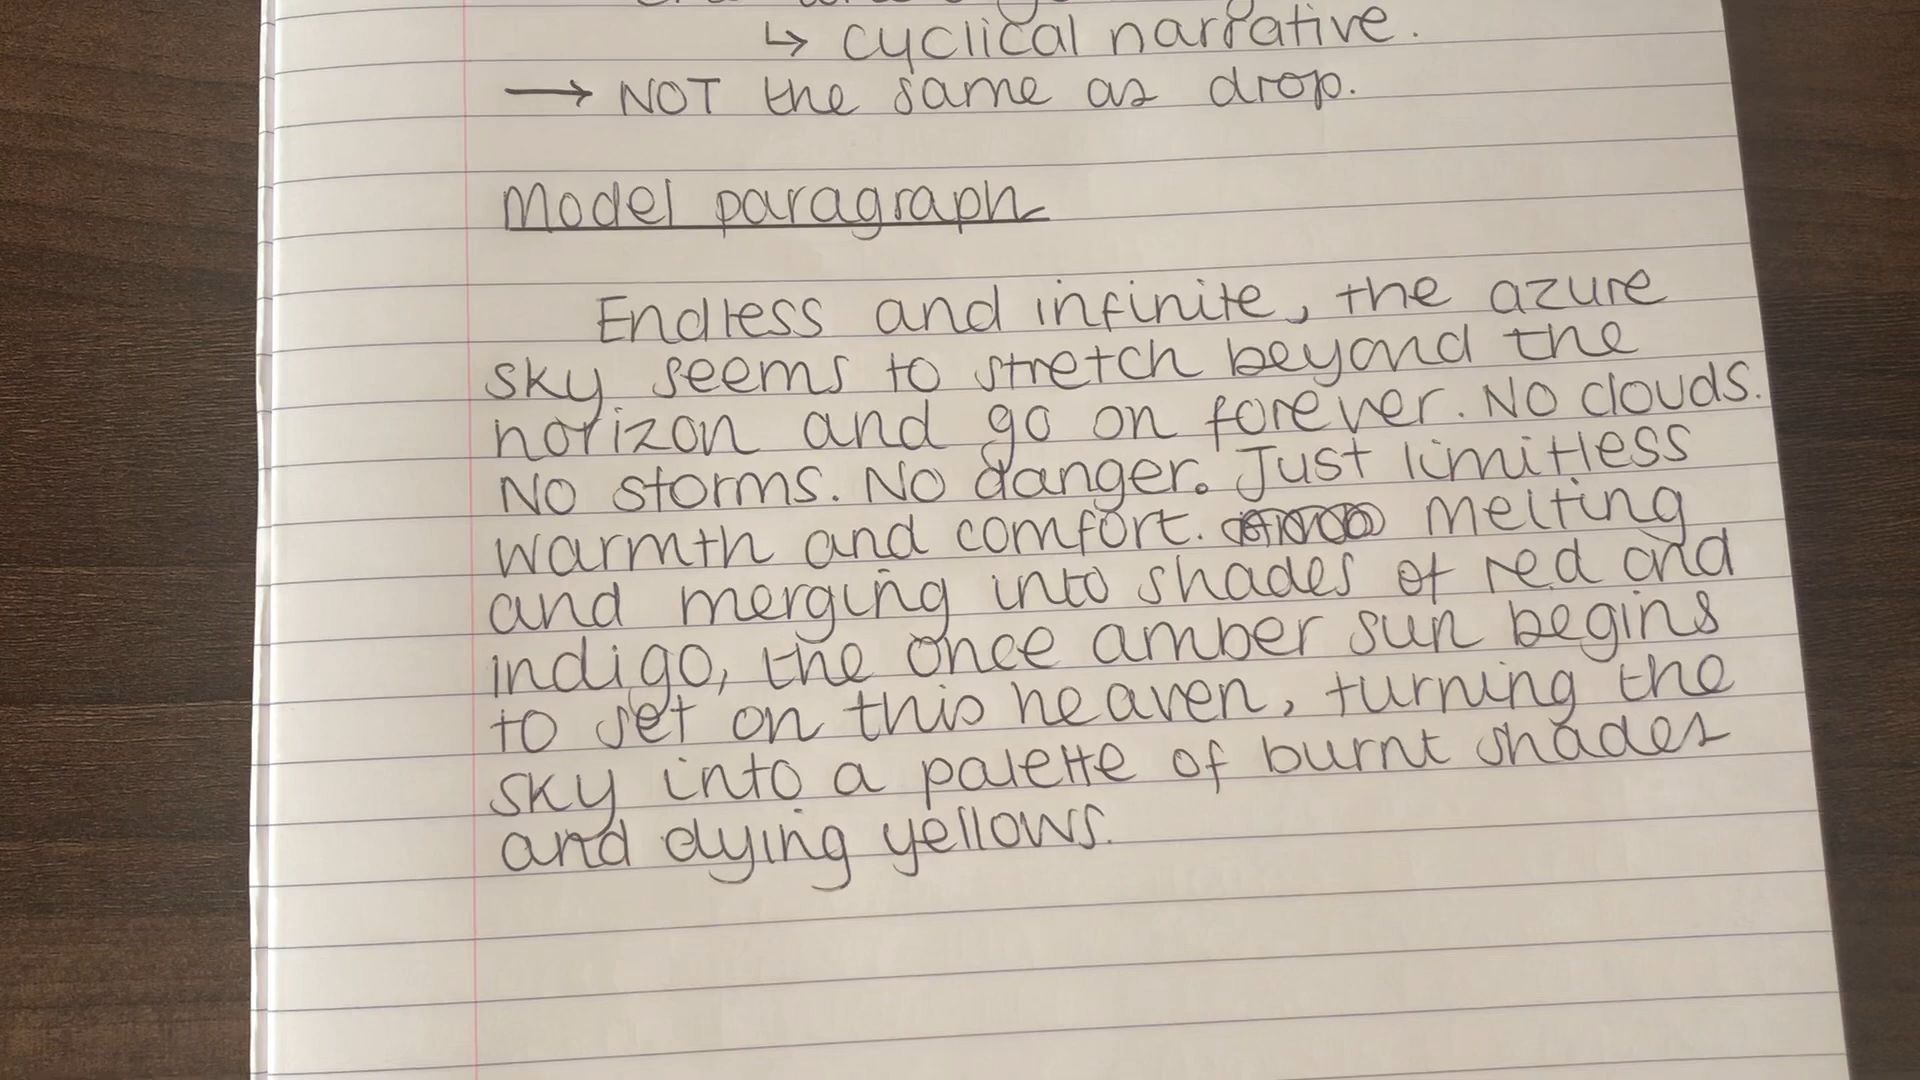 ↳ cyclical narrative.
→ NOT the same as drop.
Model paragraph
Endless and infinite, the azure
sky seems to stretch beyond the
horizon and go on forever. No clouds.
No storms. No danger. Just limitless
warmth and comfort. Melting
and merging into shades of red and
indigo, the once amber sun begins
to set on this heaven, turning the
sky into a palette of burnt shades
and dying yellows.